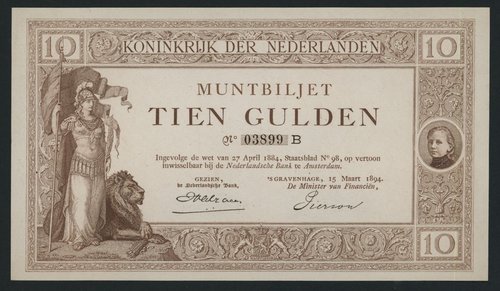 10 KONINKRIJK DER NEDERLANDEN 10
MUNTBILJET
TIEN GULDEN
No 03899 B
Ingevolge de wet van 27 April 1884, Staatsblad No 98, op vertoon
inwisselbaar bij de Nederlandsche Bank te Amsterdam.
GEZIEN, 'S GRAVENHAGE, 15 Maart 1894.
de Nederlandsche Bank, De Minister van Financiën,
Pierson
10